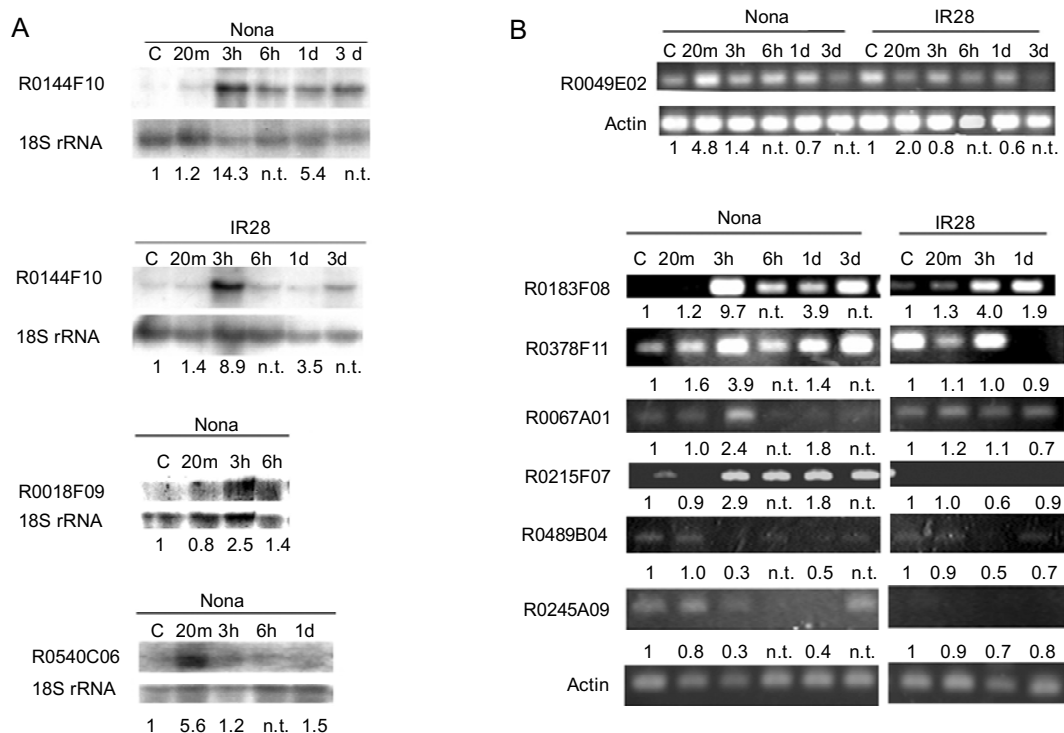 A
Nona
C 20m 3h 6h 1d 3 d
R0144F10
18S rRNA
1 1.2 14.3 n.t. 5.4 n.t.
IR28
C 20m 3h 6h 1d 3d
R0144F10
18S rRNA
1 1.4 8.9 n.t. 3.5 n.t.
Nona
C 20m 3h 6h
R0018F09
18S rRNA
1 0.8 2.5 1.4
Nona
C 20m 3h 6h 1d
R0540C06
18S rRNA
1 5.6 1.2 n.t. 1.5
B
Nona IR28
C 20m 3h 6h 1d 3d C 20m 3h 6h 1d 3d
R0049E02
Actin
1 4.8 1.4 n.t. 0.7 n.t. 1 2.0 0.8 n.t. 0.6 n.t.
Nona IR28
C 20m 3h 6h 1d 3d C 20m 3h 1d
R0183F08
1 1.2 9.7 n.t. 3.9 n.t. 1 1.3 4.0 1.9
R0378F11
1 1.6 3.9 n.t. 1.4 n.t. 1 1.1 1.0 0.9
R0067A01
1 1.0 2.4 n.t. 1.8 n.t. 1 1.2 1.1 0.7
R0215F07
1 0.9 2.9 n.t. 1.8 n.t. 1 1.0 0.6 0.9
R0489B04
1 1.0 0.3 n.t. 0.5 n.t. 1 0.9 0.5 0.7
R0245A09
1 0.8 0.3 n.t. 0.4 n.t. 1 0.9 0.7 0.8
Actin